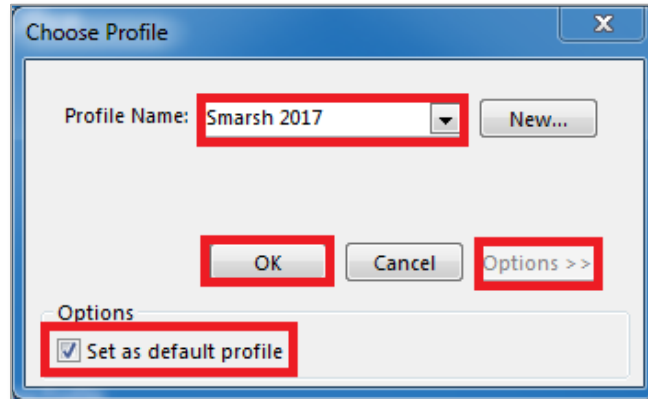 Choose Profile
X
Profile Name: Smarsh 2017 New...
OK Cancel Options >>
Options
Set as default profile